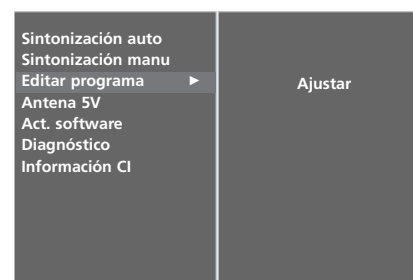 Sintonización auto
Sintonización manu
Editar programa ►
Ajustar
Antena 5V
Act. software
Diagnóstico
Información CI